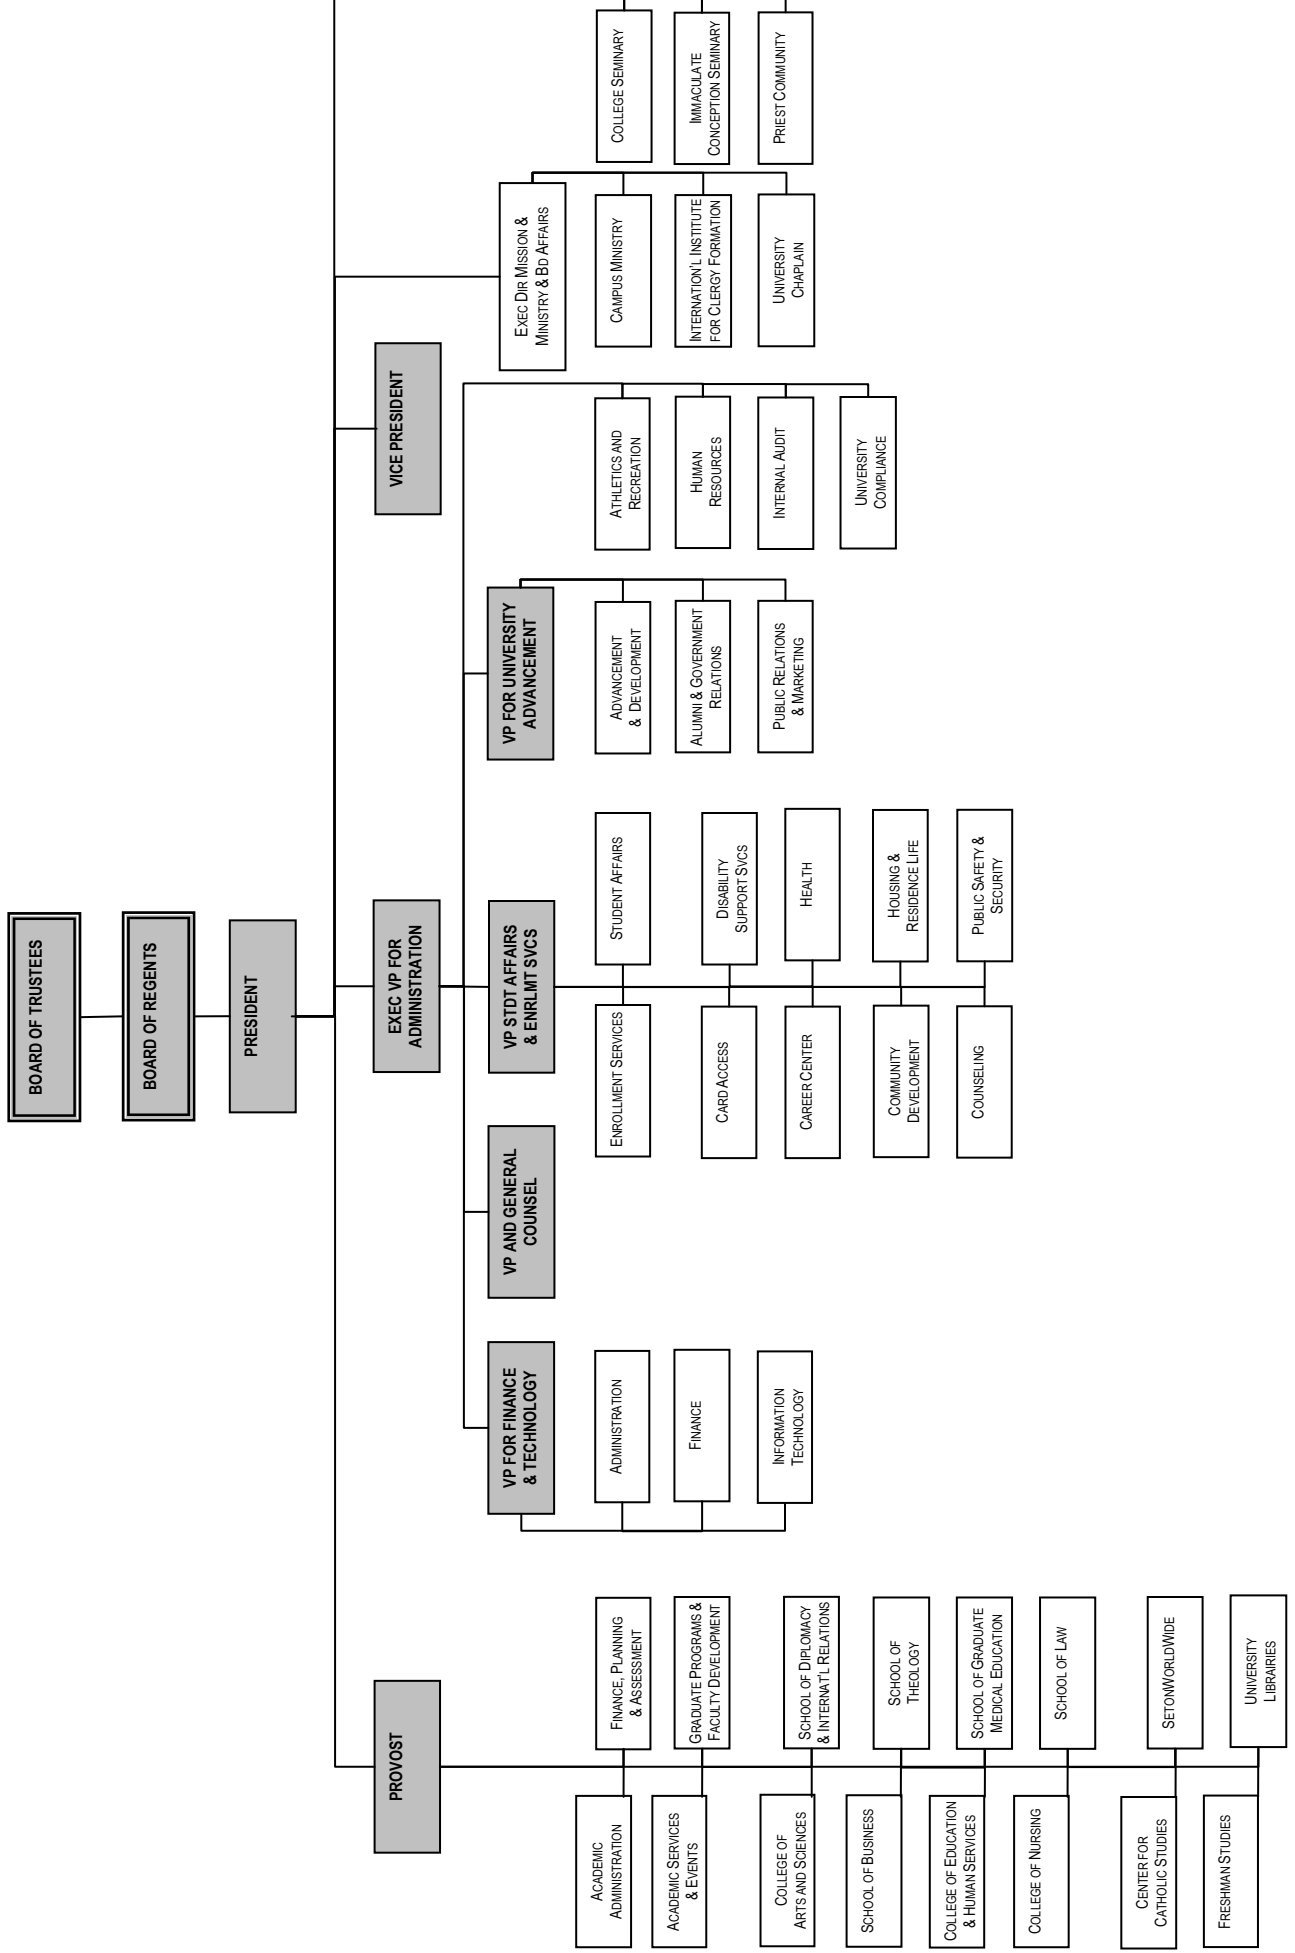 BOARD OF TRUSTEES
BOARD OF REGENTS
PRESIDENT
PROVOST
EXEC VP FOR
ADMINISTRATION
VICE PRESIDENT
VP FOR FINANCE
& TECHNOLOGY
VP AND GENERAL
COUNSEL
VP STDT AFFAIRS
& ENRLMT SVCS
VP FOR UNIVERSITY
ADVANCEMENT
EXEC DIR MISSION &
MINISTRY & BD AFFAIRS
ACADEMIC
ADMINISTRATION
FINANCE, PLANNING
& ASSESSMENT
ACADEMIC SERVICES
& EVENTS
GRADUATE PROGRAMS &
FACULTY DEVELOPMENT
COLLEGE OF
ARTS AND SCIENCES
SCHOOL OF DIPLOMACY
& INTERNAT'L RELATIONS
SCHOOL OF BUSINESS
SCHOOL OF
THEOLOGY
COLLEGE OF EDUCATION
& HUMAN SERVICES
SCHOOL OF GRADUATE
MEDICAL EDUCATION
COLLEGE OF NURSING
SCHOOL OF LAW
CENTER FOR
CATHOLIC STUDIES
SETONWORLDWIDE
FRESHMAN STUDIES
UNIVERSITY
LIBRAIRIES
ADMINISTRATION
FINANCE
INFORMATION
TECHNOLOGY
ENROLLMENT SERVICES
STUDENT AFFAIRS
CARD ACCESS
DISABILITY
SUPPORT SVCS
CAREER CENTER
HEALTH
COMMUNITY
DEVELOPMENT
HOUSING &
RESIDENCE LIFE
COUNSELING
PUBLIC SAFETY &
SECURITY
ADVANCEMENT
& DEVELOPMENT
ALUMNI & GOVERNMENT
RELATIONS
PUBLIC RELATIONS
& MARKETING
ATHLETICS AND
RECREATION
HUMAN
RESOURCES
INTERNAL AUDIT
UNIVERSITY
COMPLIANCE
CAMPUS MINISTRY
INTERNATION'L INSTITUTE
FOR CLERGY FORMATION
UNIVERSITY
CHAPLAIN
COLLEGE SEMINARY
IMMACULATE
CONCEPTION SEMINARY
PRIEST COMMUNITY